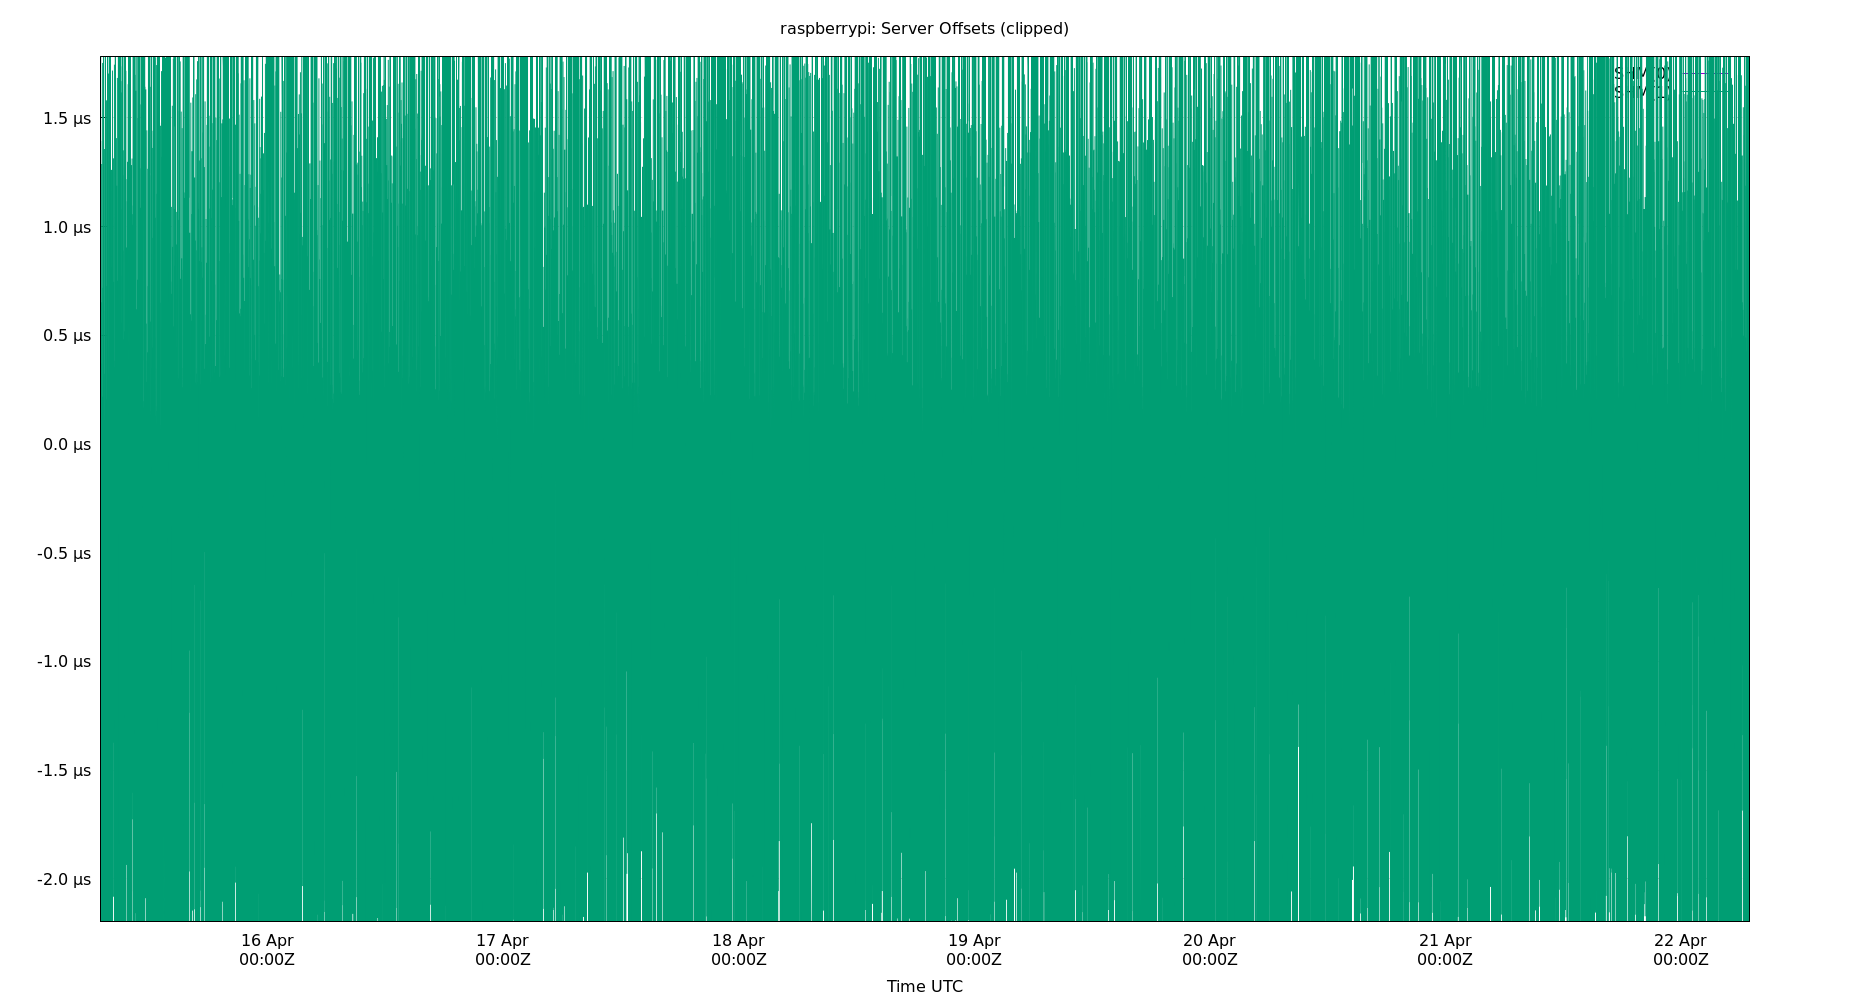 raspberrypi: Server Offsets (clipped)
SHM(0)
1.5 µs
1.0 µs
0.5 µs
0.0 µs
-0.5 µs
-1.0 µs
-1.5 µs
-2.0 µs
16 Apr 17 Apr 18 Apr 19 Apr 20 Apr 21 Apr 22 Apr
00:00Z 00:00Z 00:00Z 00:00Z 00:00Z 00:00Z 00:00Z
Time UTC